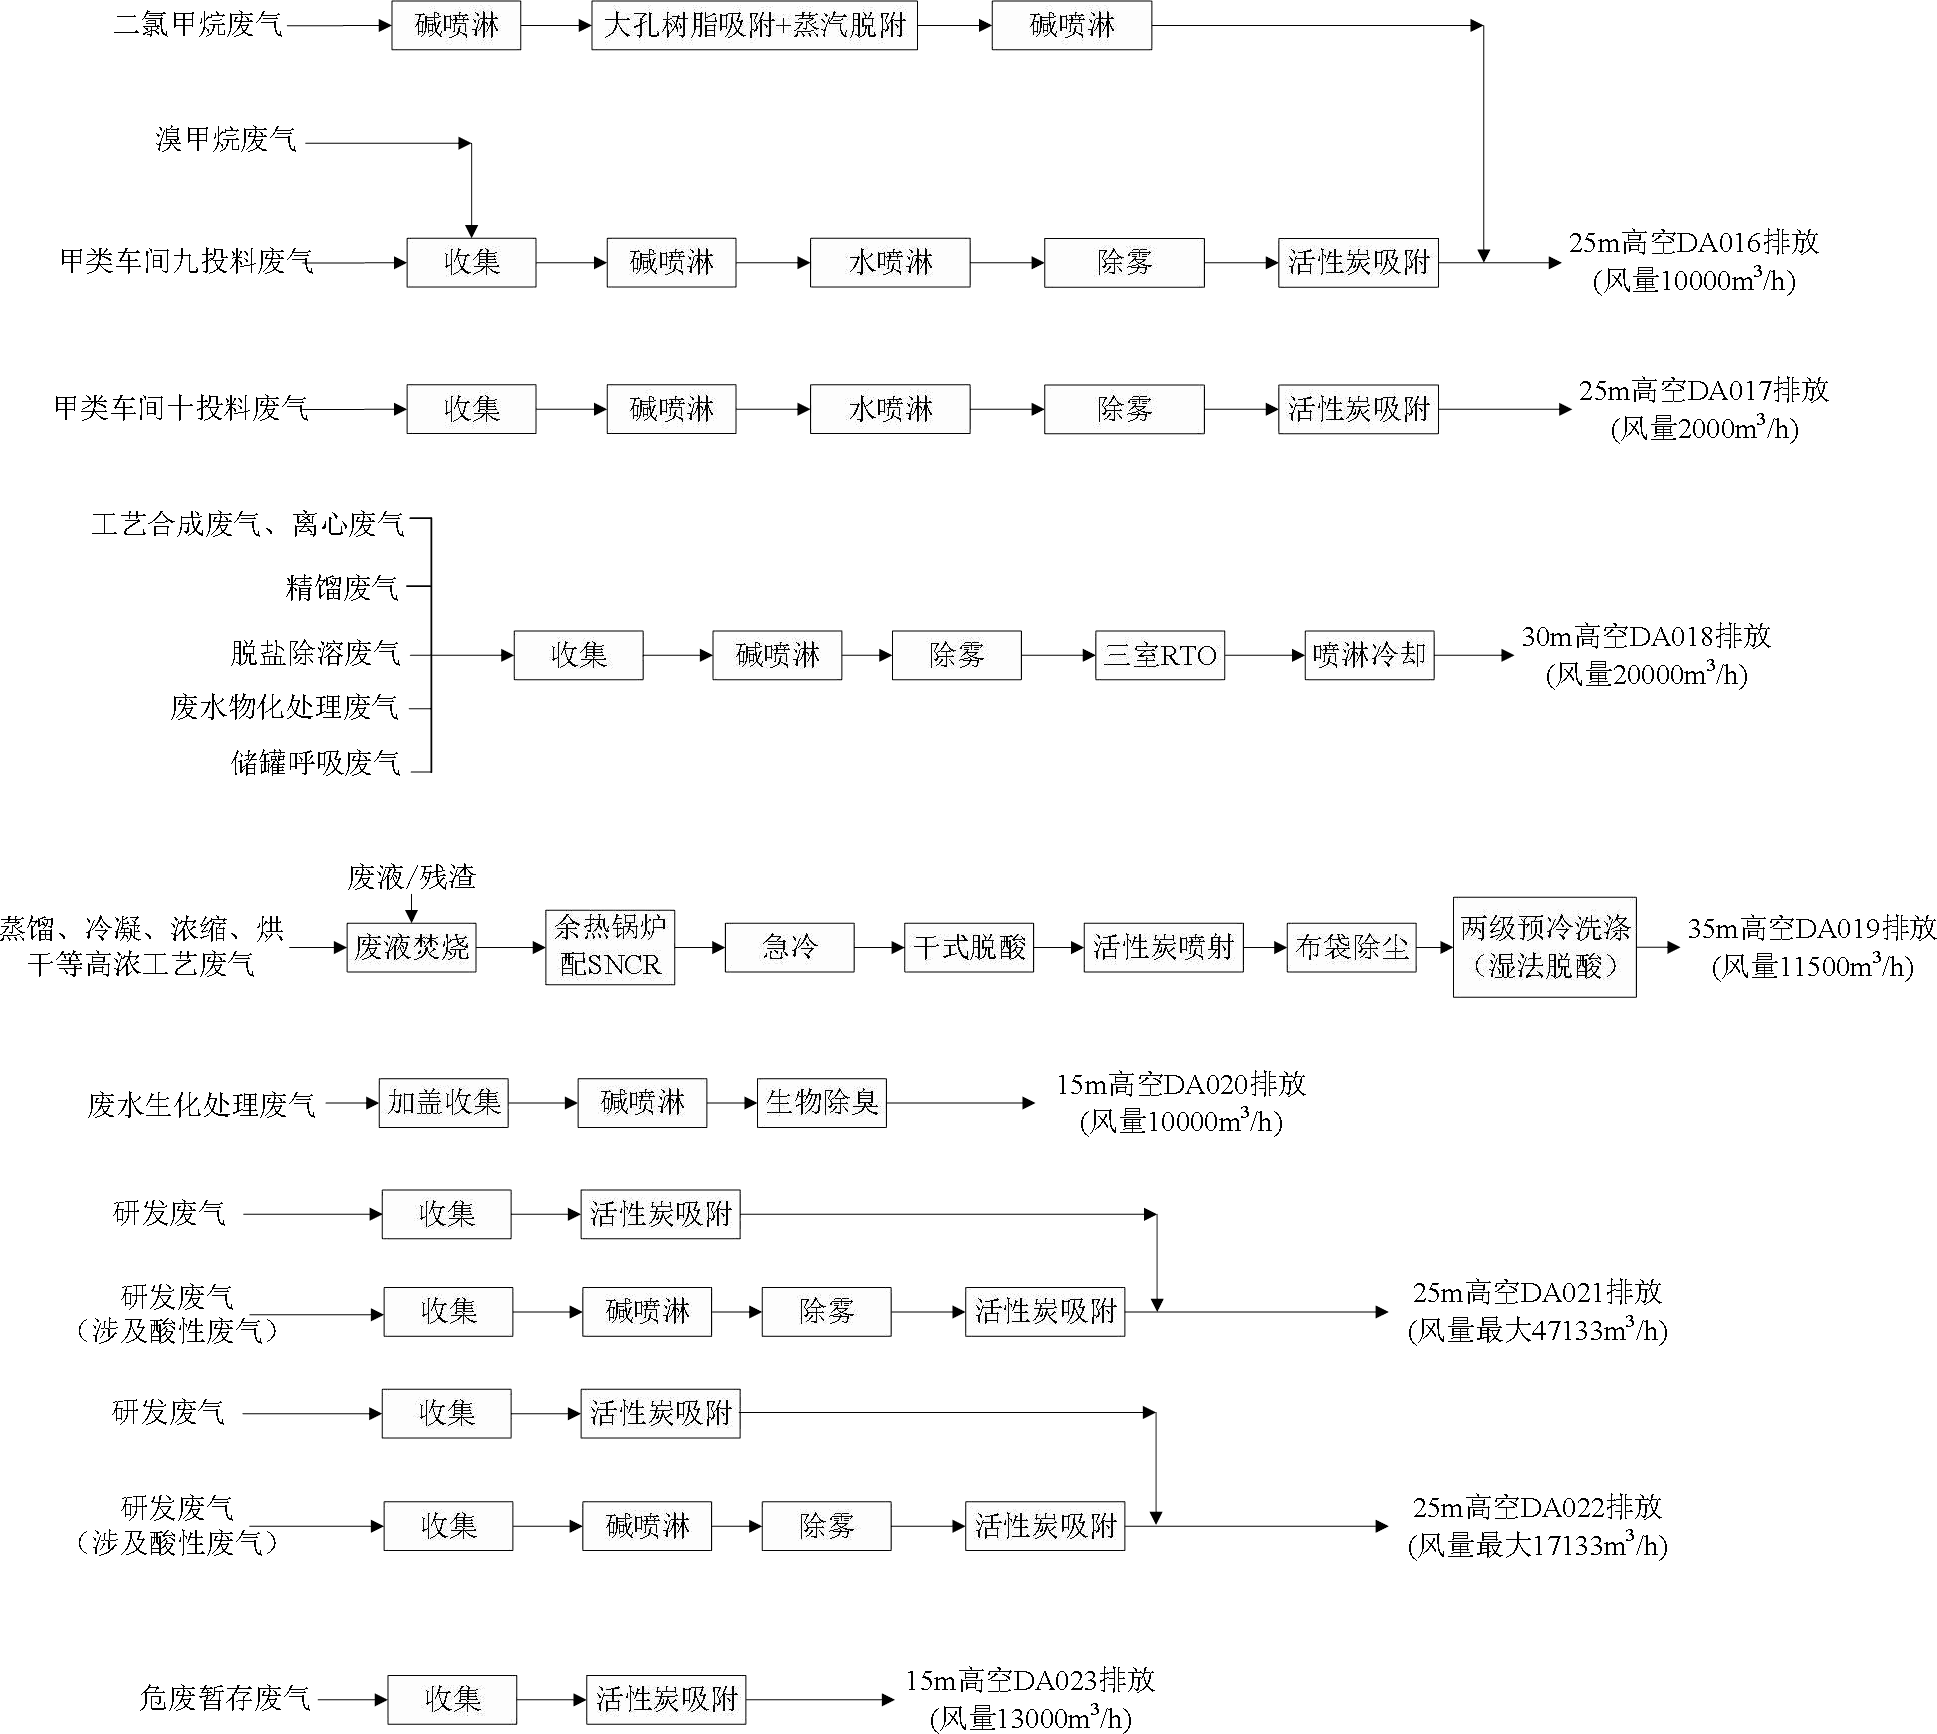 二氯甲烷废气
碱喷淋
大孔树脂吸附+蒸汽脱附
碱喷淋
溴甲烷废气
甲类车间九投料废气
收集
碱喷淋
水喷淋
除雾
活性炭吸附
25m高空DA016排放
(风量10000m³/h)
甲类车间十投料废气
收集
碱喷淋
水喷淋
除雾
活性炭吸附
25m高空DA017排放
(风量2000m³/h)
工艺合成废气、离心废气
精馏废气
脱盐除溶废气
废水物化处理废气
储罐呼吸废气
收集
碱喷淋
除雾
三室RTO
喷淋冷却
30m高空DA018排放
(风量20000m³/h)
废液/残渣
蒸馏、冷凝、浓缩、烘
干等高浓工艺废气
废液焚烧
余热锅炉
配SNCR
急冷
干式脱酸
活性炭喷射
布袋除尘
两级预冷洗涤
（湿法脱酸）
35m高空DA019排放
(风量11500m³/h)
废水生化处理废气
加盖收集
碱喷淋
生物除臭
15m高空DA020排放
(风量10000m³/h)
研发废气
收集
活性炭吸附
研发废气
（涉及酸性废气）
收集
碱喷淋
除雾
活性炭吸附
25m高空DA021排放
(风量最大47133m³/h)
研发废气
收集
活性炭吸附
研发废气
（涉及酸性废气）
收集
碱喷淋
除雾
活性炭吸附
25m高空DA022排放
(风量最大17133m³/h)
危废暂存废气
收集
活性炭吸附
15m高空DA023排放
(风量13000m³/h)